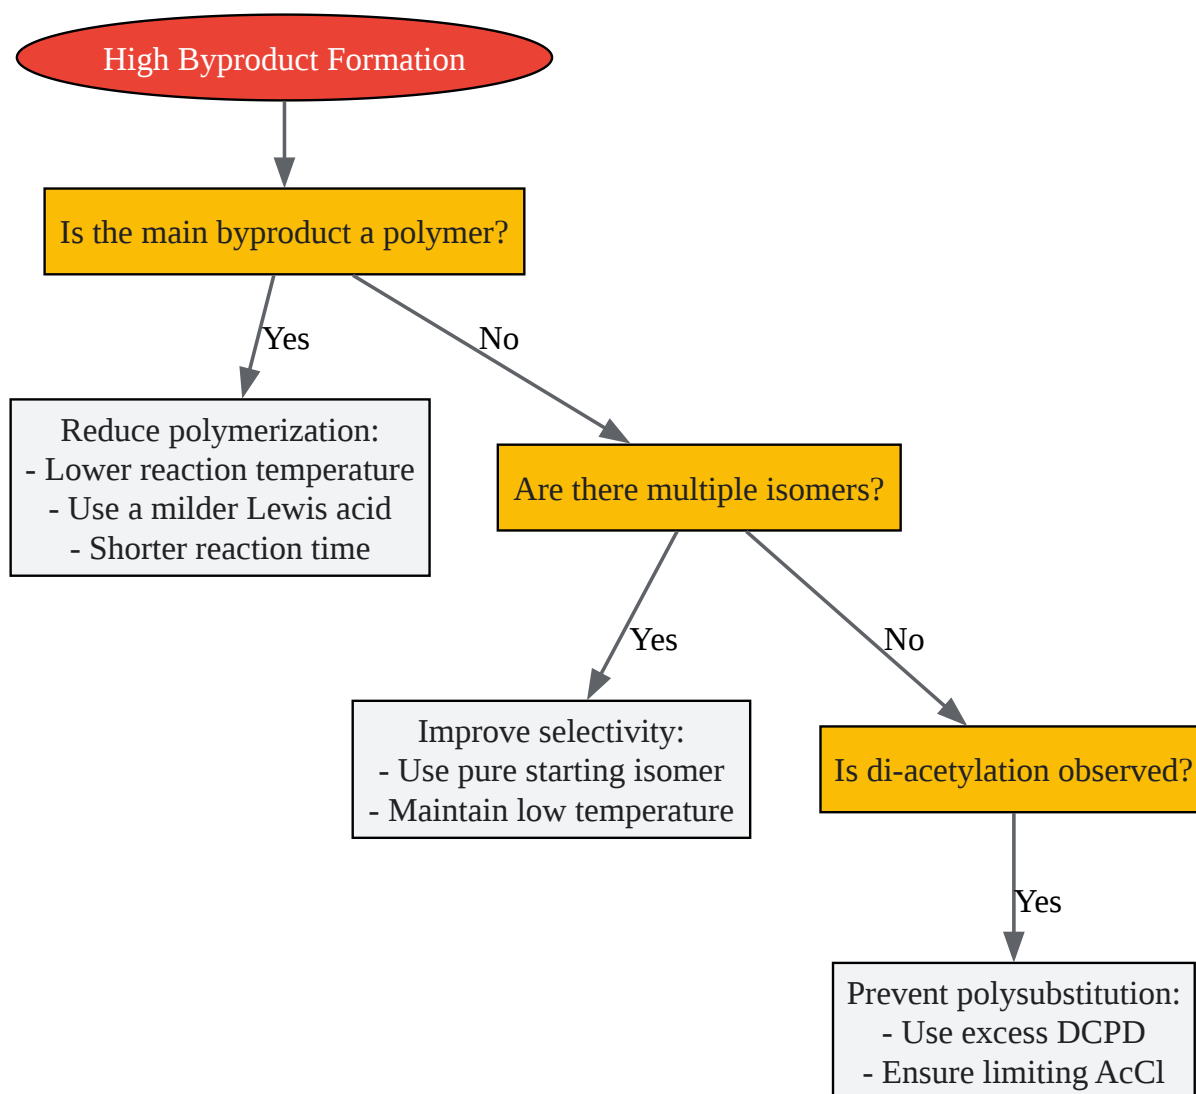 High Byproduct Formation
Is the main byproduct a polymer?
Yes
No
Reduce polymerization:
- Lower reaction temperature
- Use a milder Lewis acid
- Shorter reaction time
Are there multiple isomers?
Yes
No
Improve selectivity:
- Use pure starting isomer
- Maintain low temperature
Is di-acetylation observed?
Yes
Prevent polysubstitution:
- Use excess DCPD
- Ensure limiting AcCl